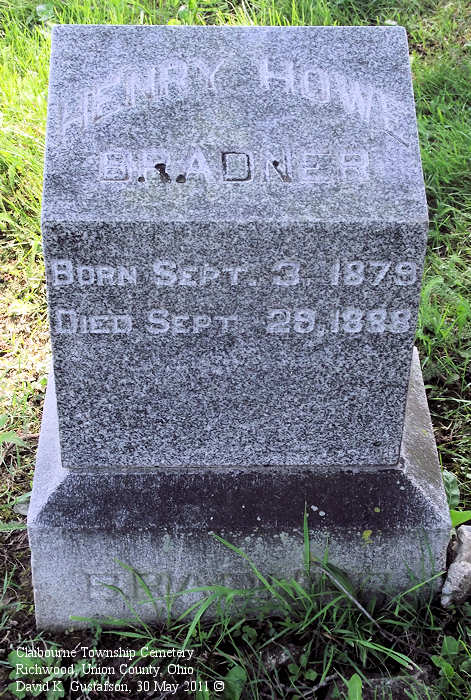 HENRY HOWE
BRADNER
BORN SEPT. 3 1879
DIED SEPT. 28, 1888
BRADNER
Claibourne Township Cemetery
Richwood, Union County, Ohio
David K. Gustafson, 30 May 2011 ©